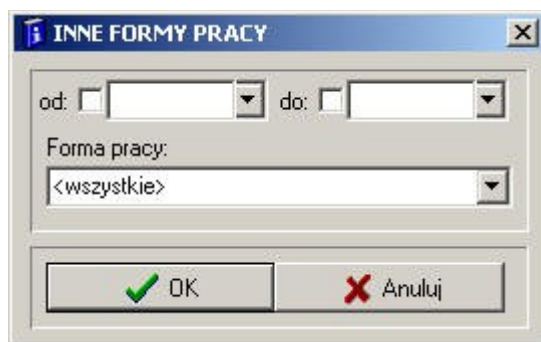 INNE FORMY PRACY
od: do:
Forma pracy:
<wszystkie>
OK Anuluj